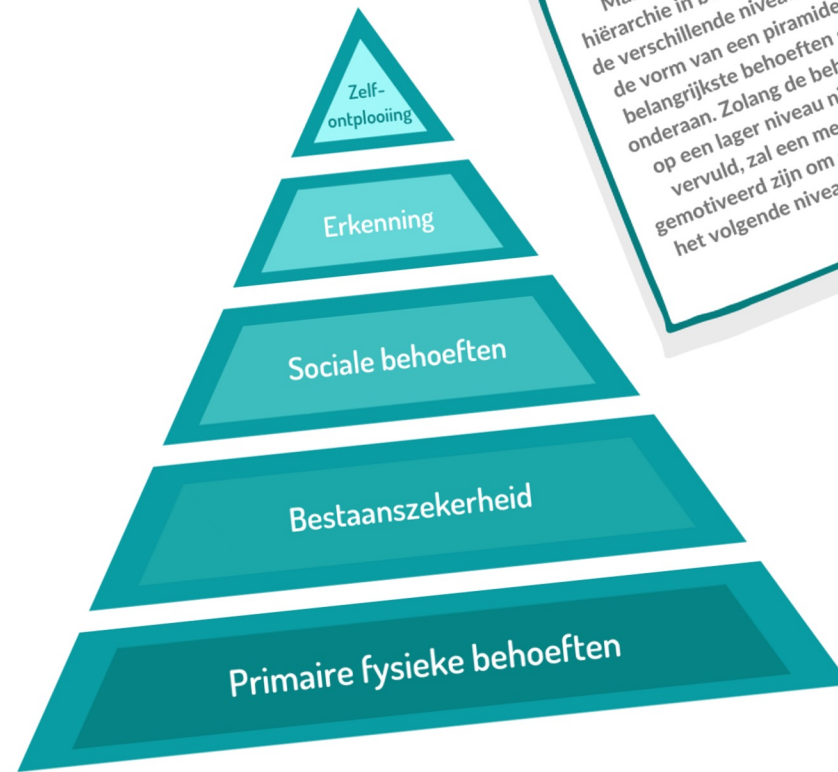 Zelf-
ontplooiing
Erkenning
Sociale behoeften
Bestaanszekerheid
Primaire fysieke behoeften
hiërarchie in
de verschillende
de vorm van een piramide
belangrijkste behoeften
onderaan. Zolang de
op een lager niveau
vervuld, zal een
gemotiveerd zijn om
het volgende